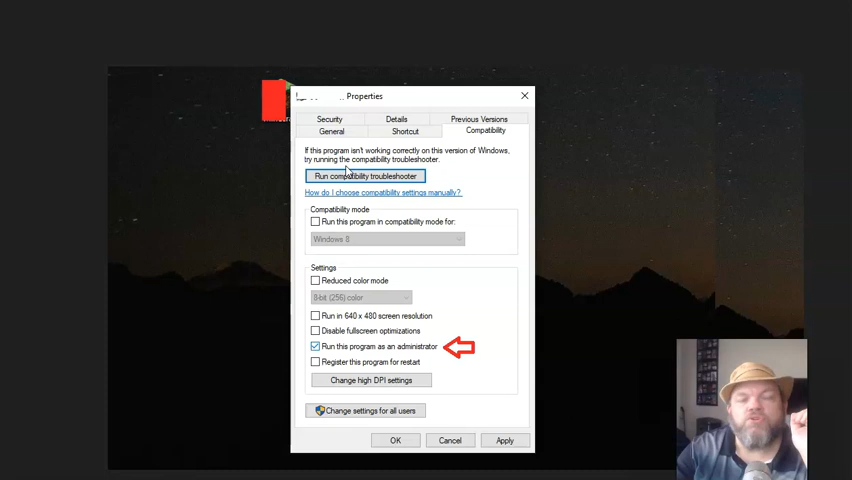 Properties
Security Details Previous Versions
General Shortcut Compatibility
If this program isn't working correctly on this version of Windows,
try running the compatibility troubleshooter.
Run compatibility troubleshooter
How do I choose compatibility settings manually?
Compatibility mode
Run this program in compatibility mode for:
Windows 8
Settings
Reduced color mode
8-bit (256) color
Run in 640 x 480 screen resolution
Disable fullscreen optimizations
Run this program as an administrator
Register this program for restart
Change high DPI settings
Change settings for all users
OK Cancel Apply